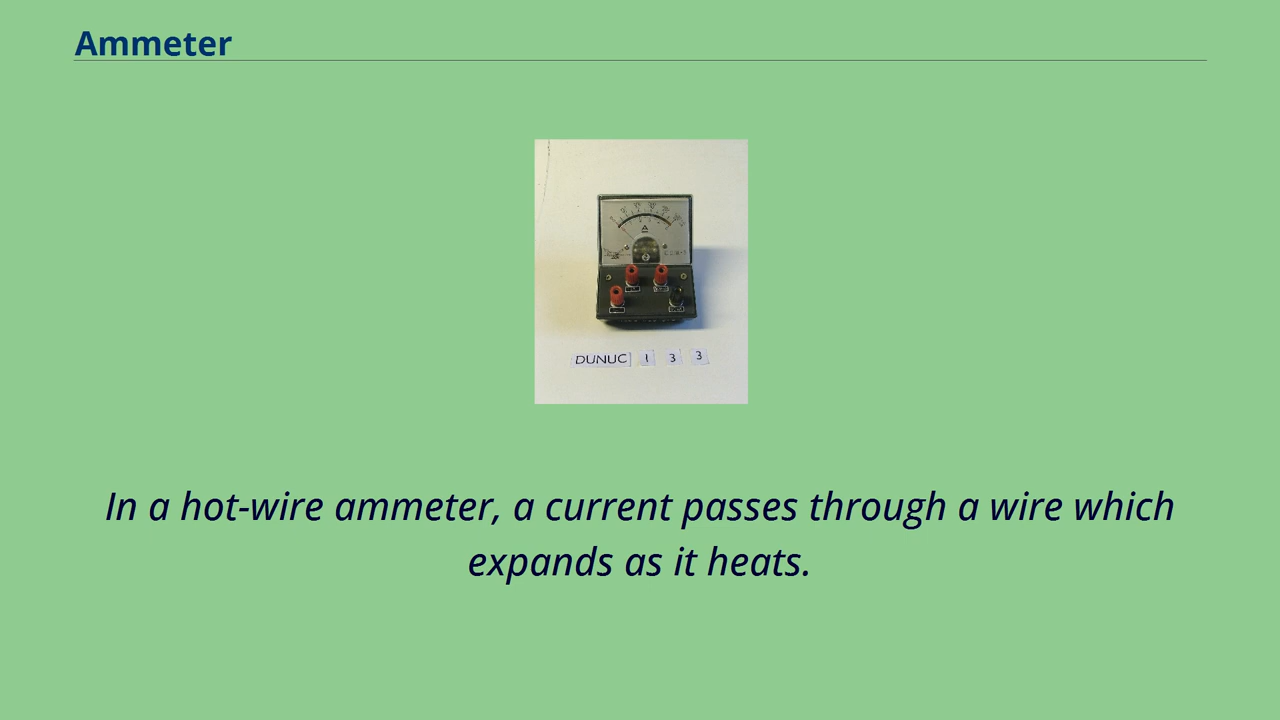 Ammeter
DUNUC 1 3 3
In a hot-wire ammeter, a current passes through a wire which
expands as it heats.